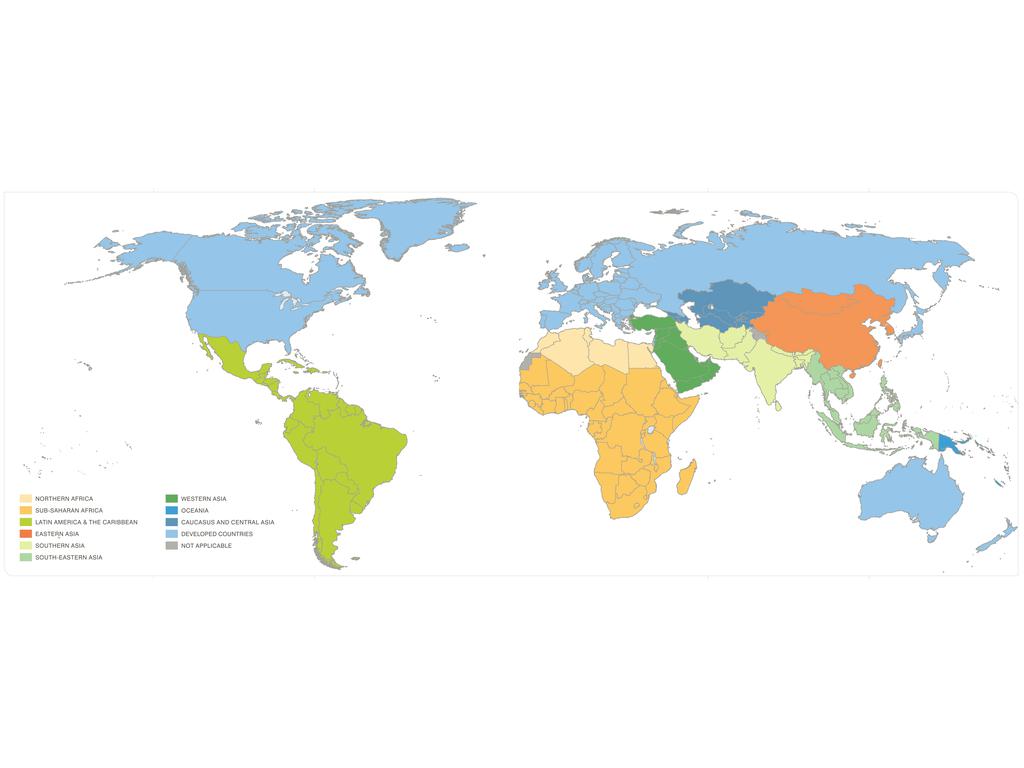 NORTHERN AFRICA
SUB-SAHARAN AFRICA
LATIN AMERICA & THE CARIBBEAN
EASTERN ASIA
SOUTHERN ASIA
SOUTH-EASTERN ASIA
WESTERN ASIA
OCEANIA
CAUCASUS AND CENTRAL ASIA
DEVELOPED COUNTRIES
NOT APPLICABLE